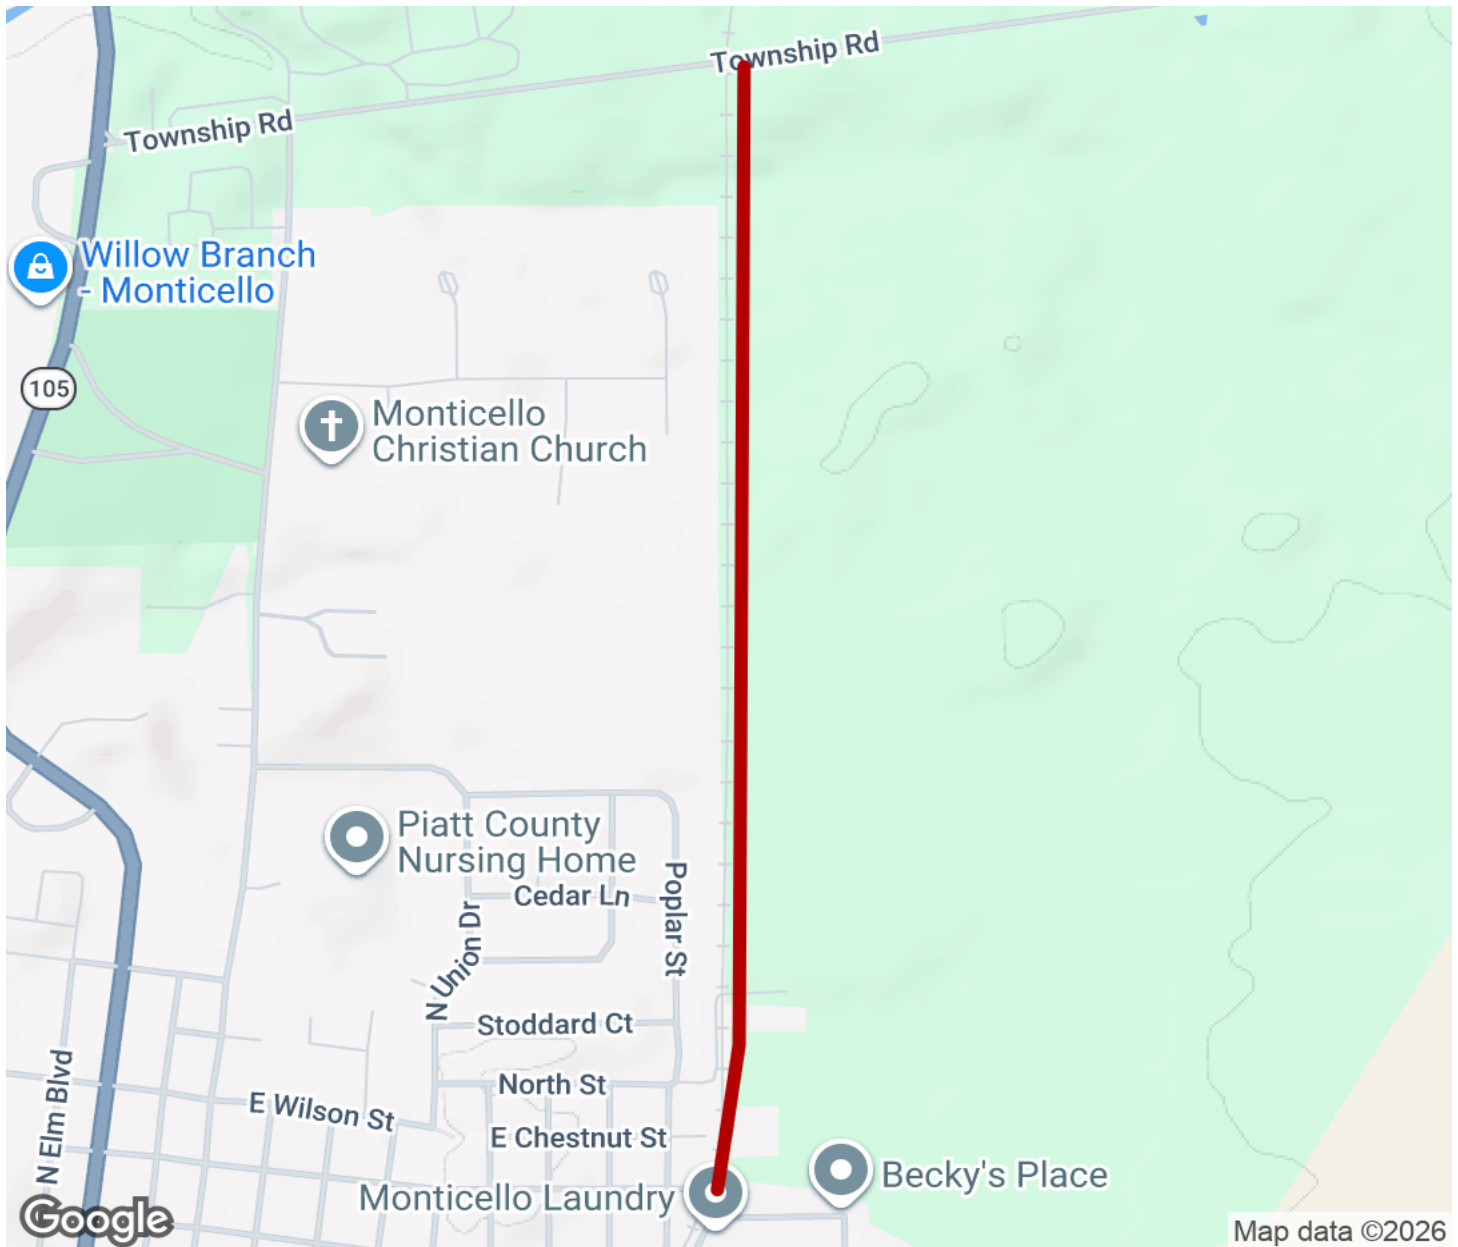 Township Rd
Township Rd
Willow Branch
- Monticello
105
Monticello
Christian Church
Piatt County
Nursing Home
Cedar Ln
Poplar St
N Union Dr
Stoddard Ct
North St
E Wilson St
N Elm Blvd
E Chestnut St
Becky's Place
Monticello Laundry
Google
Map data ©2026